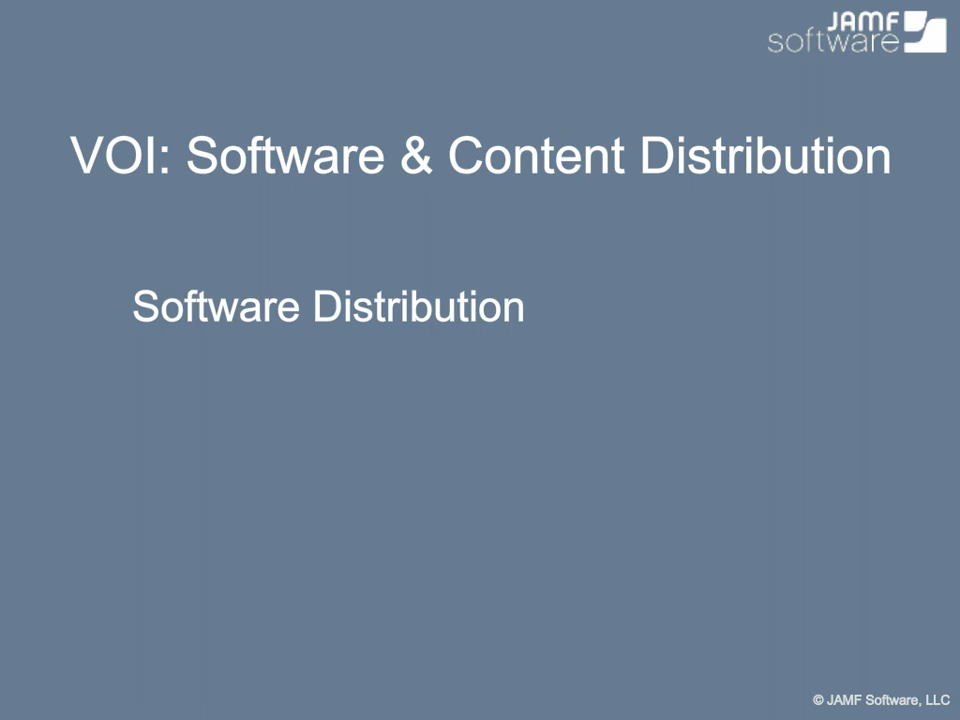 JAMF
software
VOI: Software & Content Distribution
Software Distribution
© JAMF Software, LLC